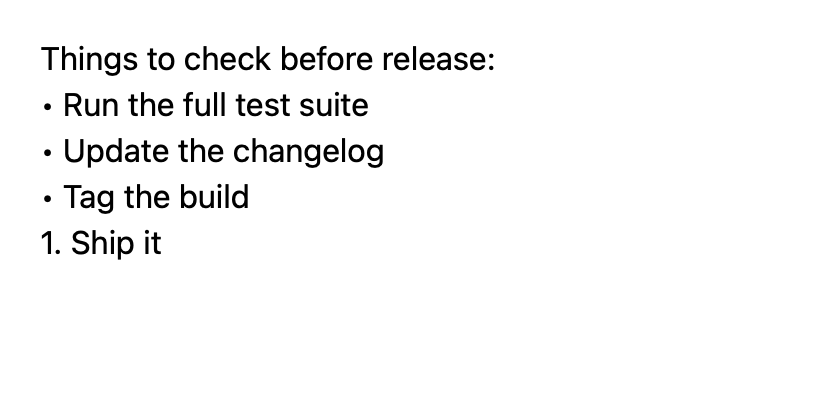 Things to check before release:
• Run the full test suite
• Update the changelog
• Tag the build
1. Ship it